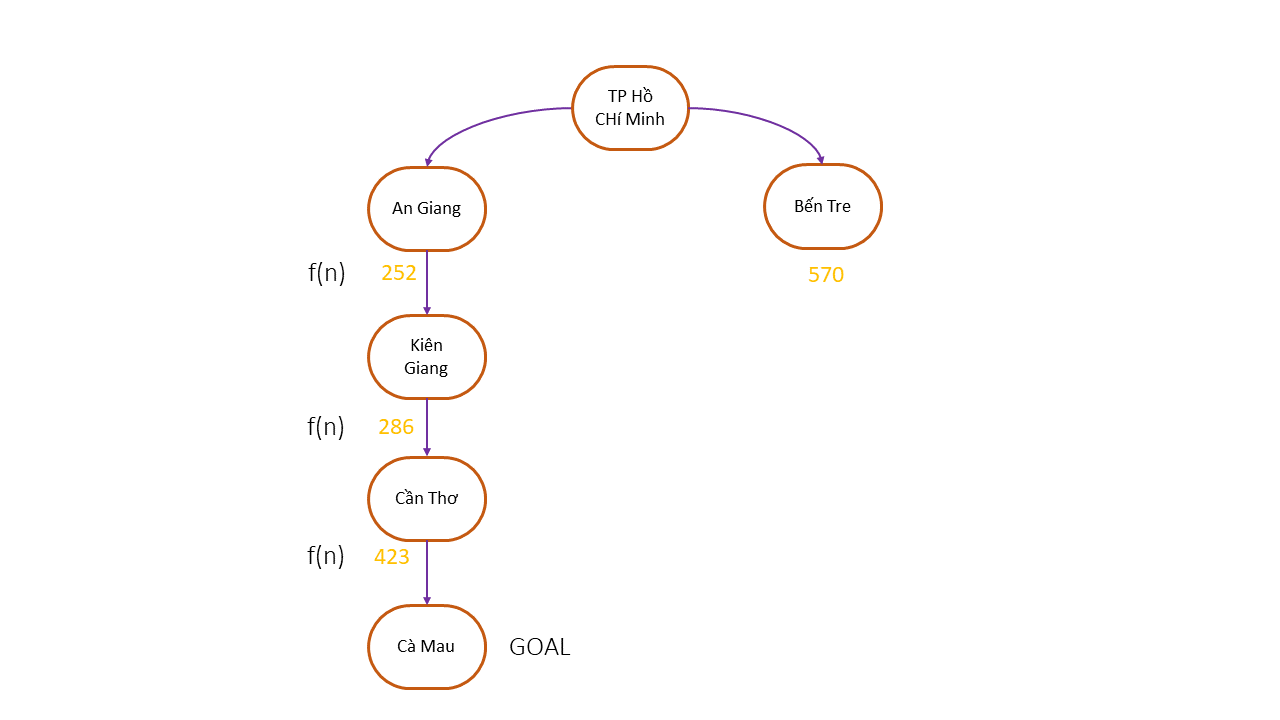 TP Hồ
CHí Minh
An Giang
Bến Tre
f(n) 252
570
Kiên
Giang
f(n) 286
Cần Thơ
f(n) 423
Cà Mau
GOAL